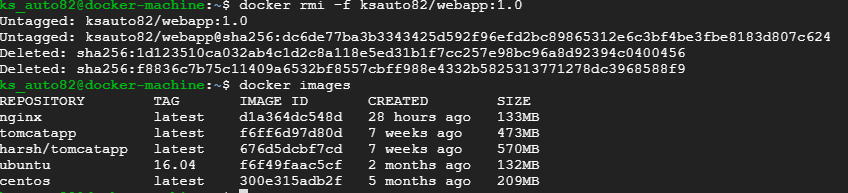 ks_auto82@docker-machine:~$ docker rmi -f ksauto82/webapp:1.0
Untagged: ksauto82/webapp:1.0
Untagged: ksauto82/webapp@sha256:dc6de77ba3b3343425d592f96efd2bc89865312e6c3bf4be3fbe8183d807c624
Deleted: sha256:1d123510ca032ab4c1d2c8a118e5ed31b1f7cc257e98bc96a8d92394c0400456
Deleted: sha256:f8836c7b75c11409a6532bf8557cbff988e4332b5825313771278dc3968588f9
ks_auto82@docker-machine:~$ docker images
REPOSITORY TAG IMAGE ID CREATED SIZE
nginx latest d1a364dc548d 28 hours ago 133MB
tomcatapp latest f6ff6d97d80d 7 weeks ago 473MB
harsh/tomcatapp latest 676d5dcbf7cd 7 weeks ago 570MB
ubuntu 16.04 f6f49faac5cf 2 months ago 132MB
centos latest 300e315adb2f 5 months ago 209MB
ks_auto82@docker-machine:~$